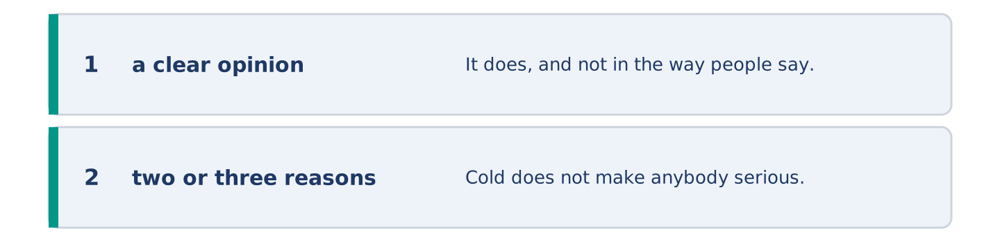 1 a clear opinion It does, and not in the way people say.
2 two or three reasons Cold does not make anybody serious.